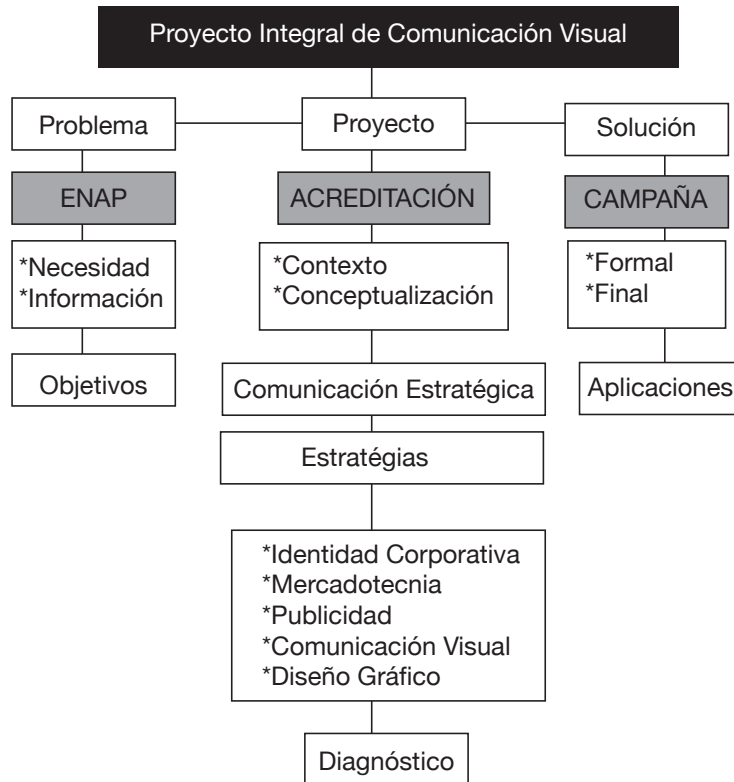 Proyecto Integral de Comunicación Visual
Problema
Proyecto
Solución
ENAP
ACREDITACIÓN
CAMPAÑA
*Necesidad
*Información
*Contexto
*Conceptualización
*Formal
*Final
Objetivos
Comunicación Estratégica
Aplicaciones
Estratégias
*Identidad Corporativa
*Mercadotecnia
*Publicidad
*Comunicación Visual
*Diseño Gráfico
Diagnóstico